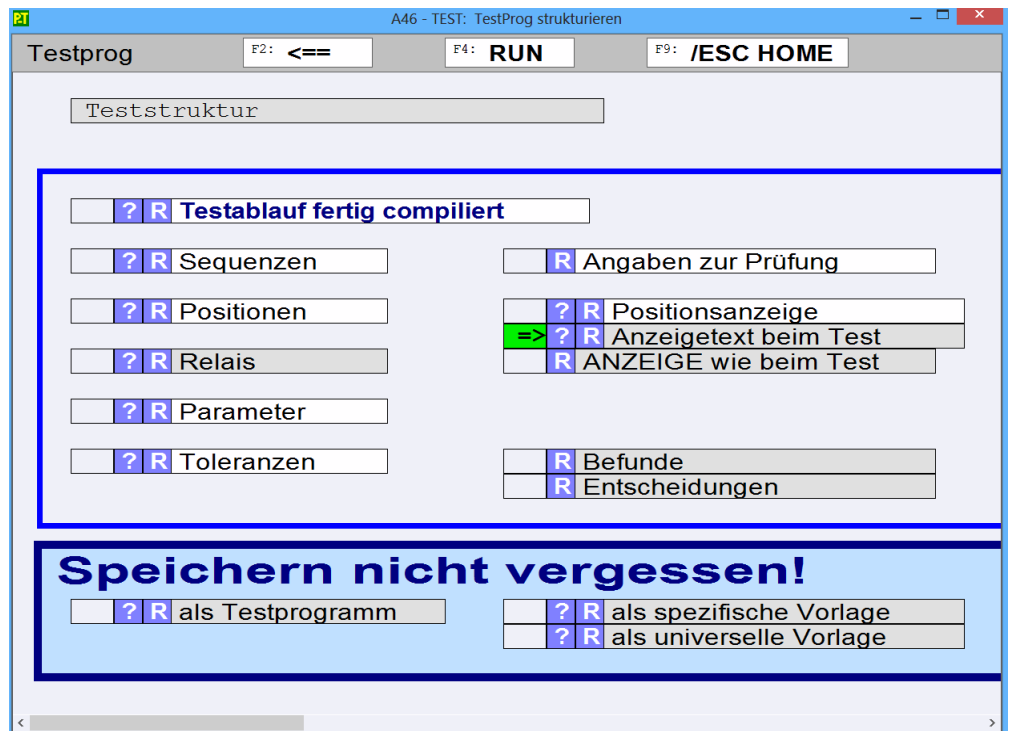 PT A46 - TEST: TestProg strukturieren
Testprog F2: <== F4: RUN F9: /ESC HOME
Teststruktur
? R Testablauf fertig compiliert
? R Sequenzen
R Angaben zur Prüfung
? R Positionen
? R Positionsanzeige
=> ? R Anzeigetext beim Test
? R Relais
R ANZEIGE wie beim Test
? R Parameter
? R Toleranzen
R Befunde
R Entscheidungen
Speichern nicht vergessen!
? R als Testprogramm
? R als spezifische Vorlage
? R als universelle Vorlage